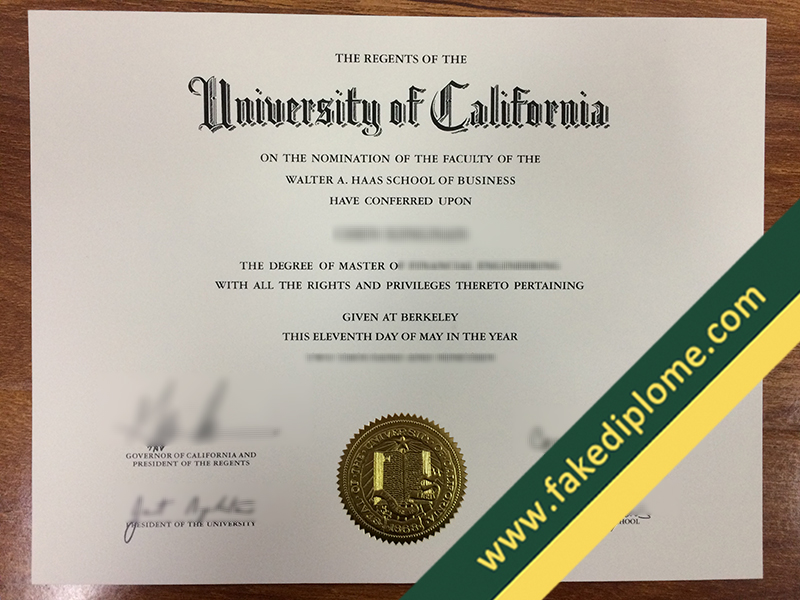 THE REGENTS OF THE
University of California
ON THE NOMINATION OF THE FACULTY OF THE
WALTER A. HAAS SCHOOL OF BUSINESS
HAVE CONFERRED UPON
THE DEGREE OF MASTER
WITH ALL THE RIGHTS AND PRIVILEGES THERETO PERTAINING
GIVEN AT BERKELEY
THIS ELEVENTH DAY OF MAY IN THE YEAR
GOVERNOR OF CALIFORNIA AND
PRESIDENT OF THE REGENTS
PRESIDENT OF THE UNIVERSITY
www.fakediplome.com